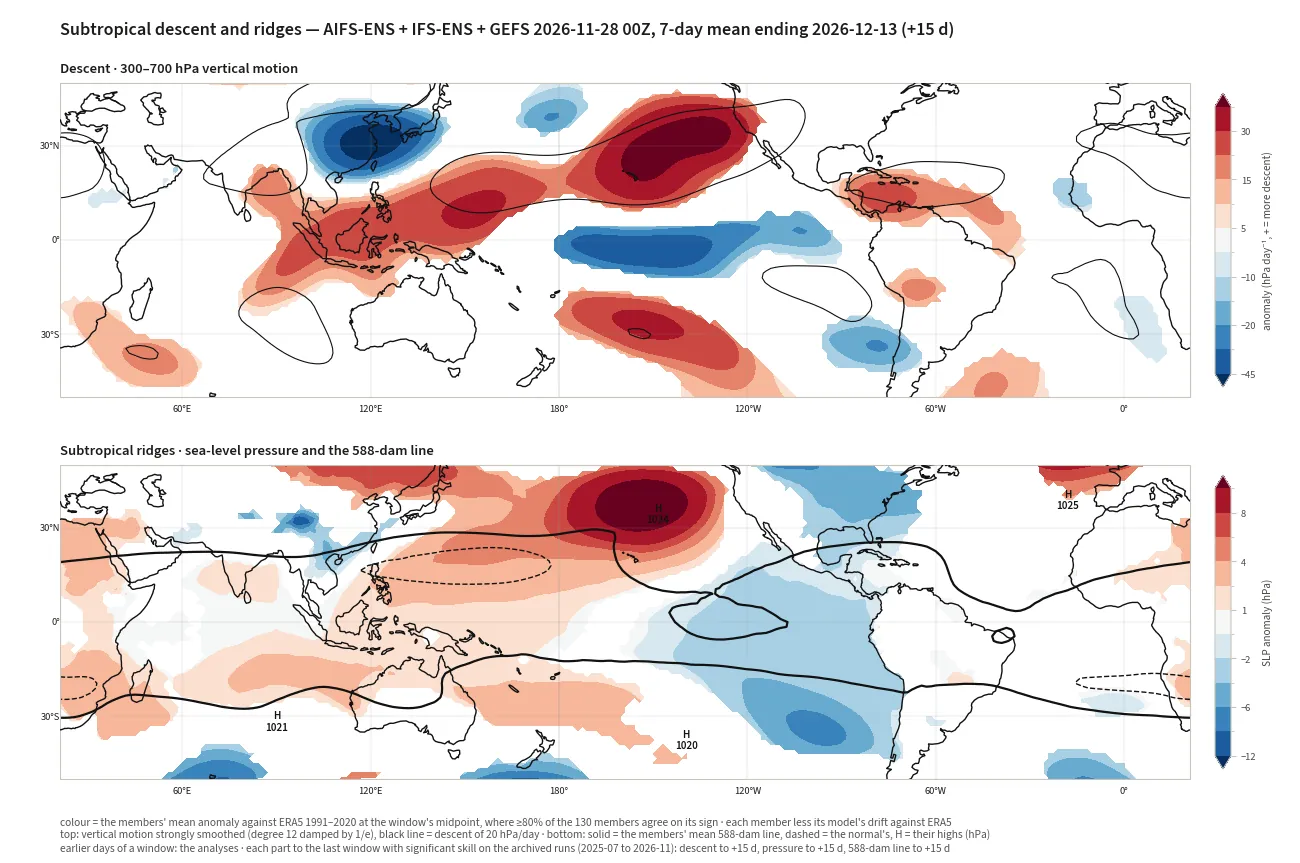 Subtropical descent and ridges — AIFS-ENS + IFS-ENS + GEFS 2026-11-28 00Z, 7-day mean ending 2026-12-13 (+15 d)
Descent · 300–700 hPa vertical motion
30°N
0°
30°S
60°E
120°E
180°
120°W
60°W
0°
30
15
5
−10
−20
−45
anomaly (hPa day⁻¹, + = more descent)
Subtropical ridges · sea-level pressure and the 588-dam line
H
1034
H
1025
H
1021
H
1020
30°N
0°
30°S
60°E
120°E
180°
120°W
60°W
0°
8
4
1
−2
−6
−12
SLP anomaly (hPa)
colour = the members' mean anomaly against ERA5 1991–2020 at the window's midpoint, where ≥80% of the 130 members agree on its sign · each member less its model's drift against ERA5
top: vertical motion strongly smoothed (degree 12 damped by 1/e), black line = descent of 20 hPa/day · bottom: solid = the members' mean 588-dam line, dashed = the normal's, H = their highs (hPa)
earlier days of a window: the analyses · each part to the last window with significant skill on the archived runs (2025-07 to 2026-11): descent to +15 d, pressure to +15 d, 588-dam line to +15 d